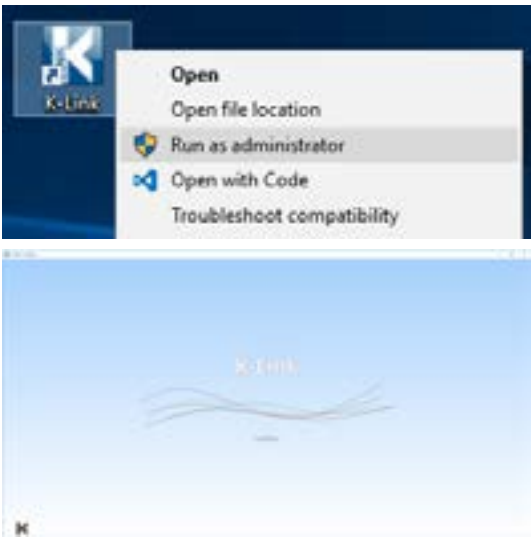 K-Link
Open
Open file location
Run as administrator
Open with Code
Troubleshoot compatibility
K-Link